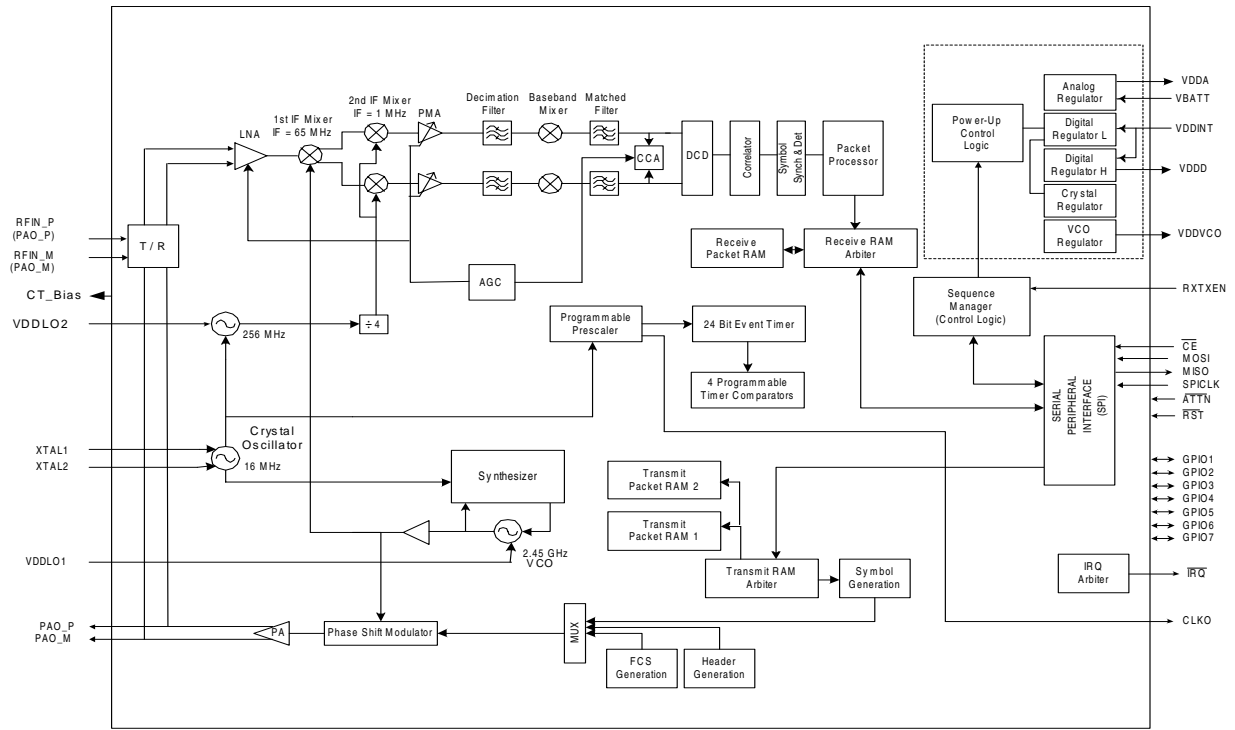 LNA
1st IF Mixer
IF = 65 MHz
2nd IF Mixer
IF = 1 MHz
PMA
Decimation
Filter
Baseband
Mixer
Matched
Filter
CCA
DCD
Correlator
Symbol
Synch & Det
Packet
Processor
Power-Up
Control
Logic
Analog
Regulator
Digital
Regulator L
Digital
Regulator H
Crystal
Regulator
VCO
Regulator
VDDA
VBATT
VDDINT
VDDD
VDDVCO
RFIN_P
(PAO_P)
RFIN_M
(PAO_M)
T / R
CT_Bias
VDDLO2
256 MHz
÷4
AGC
Receive
Packet RAM
Receive RAM
Arbiter
Sequence
Manager
(Control Logic)
RXTXEN
Programmable
Prescaler
24 Bit Event Timer
4 Programmable
Timer Comparators
SERIAL
PERIPHERAL
INTERFACE
(SPI)
CE
MOSI
MISO
SPICLK
ATTN
RST
XTAL1
XTAL2
Crystal
Oscillator
16 MHz
Synthesizer
2.45 GHz
VCO
VDDLO1
Transmit
Packet RAM 2
Transmit
Packet RAM 1
Transmit RAM
Arbiter
Symbol
Generation
GPIO1
GPIO2
GPIO3
GPIO4
GPIO5
GPIO6
GPIO7
IRQ
Arbiter
IRQ
CLKO
PAO_P
PAO_M
PA
Phase Shift Modulator
MUX
FCS
Generation
Header
Generation